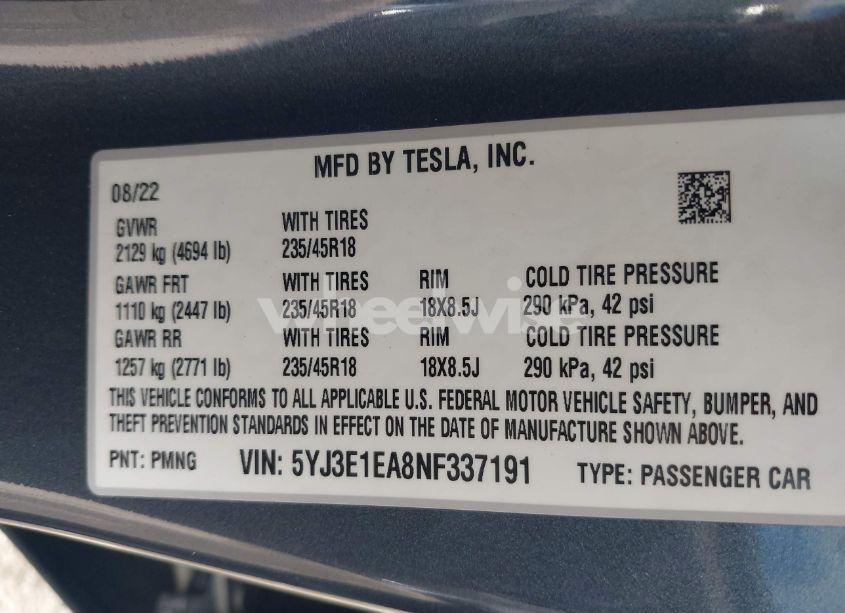 MFD BY TESLA, INC.
08/22
GVWR WITH TIRES
2129 kg (4694 lb) 235/45R18
GAWR FRT WITH TIRES RIM COLD TIRE PRESSURE
1110 kg (2447 lb) 235/45R18 18X8.5J 290 kPa, 42 psi
GAWR RR WITH TIRES RIM COLD TIRE PRESSURE
1257 kg (2771 lb) 235/45R18 18X8.5J 290 kPa, 42 psi
THIS VEHICLE CONFORMS TO ALL APPLICABLE U.S. FEDERAL MOTOR VEHICLE SAFETY, BUMPER, AND
THEFT PREVENTION STANDARDS IN EFFECT ON THE DATE OF MANUFACTURE SHOWN ABOVE.
PNT: PMNG VIN: 5YJ3E1EA8NF337191 TYPE: PASSENGER CAR
wheelwise